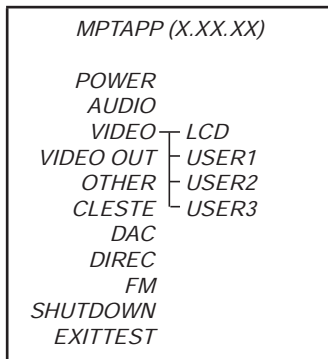 MPTAPP (X.XX.XX)
POWER
AUDIO
VIDEO LCD
VIDEO OUT USER1
OTHER USER2
CLESTE USER3
DAC
DIREC
FM
SHUTDOWN
EXITTEST